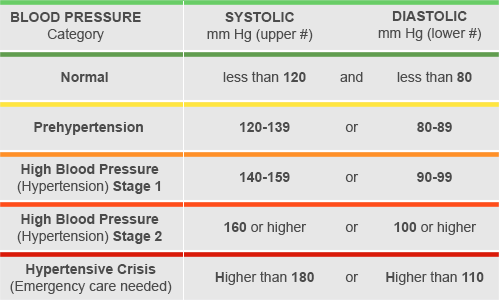 BLOOD PRESSURE SYSTOLIC DIASTOLIC
Category mm Hg (upper #) mm Hg (lower #)
Normal less than 120 and less than 80
Prehypertension 120-139 or 80-89
High Blood Pressure
(Hypertension) Stage 1 140-159 or 90-99
High Blood Pressure
(Hypertension) Stage 2 160 or higher or 100 or higher
Hypertensive Crisis
(Emergency care needed) Higher than 180 or Higher than 110